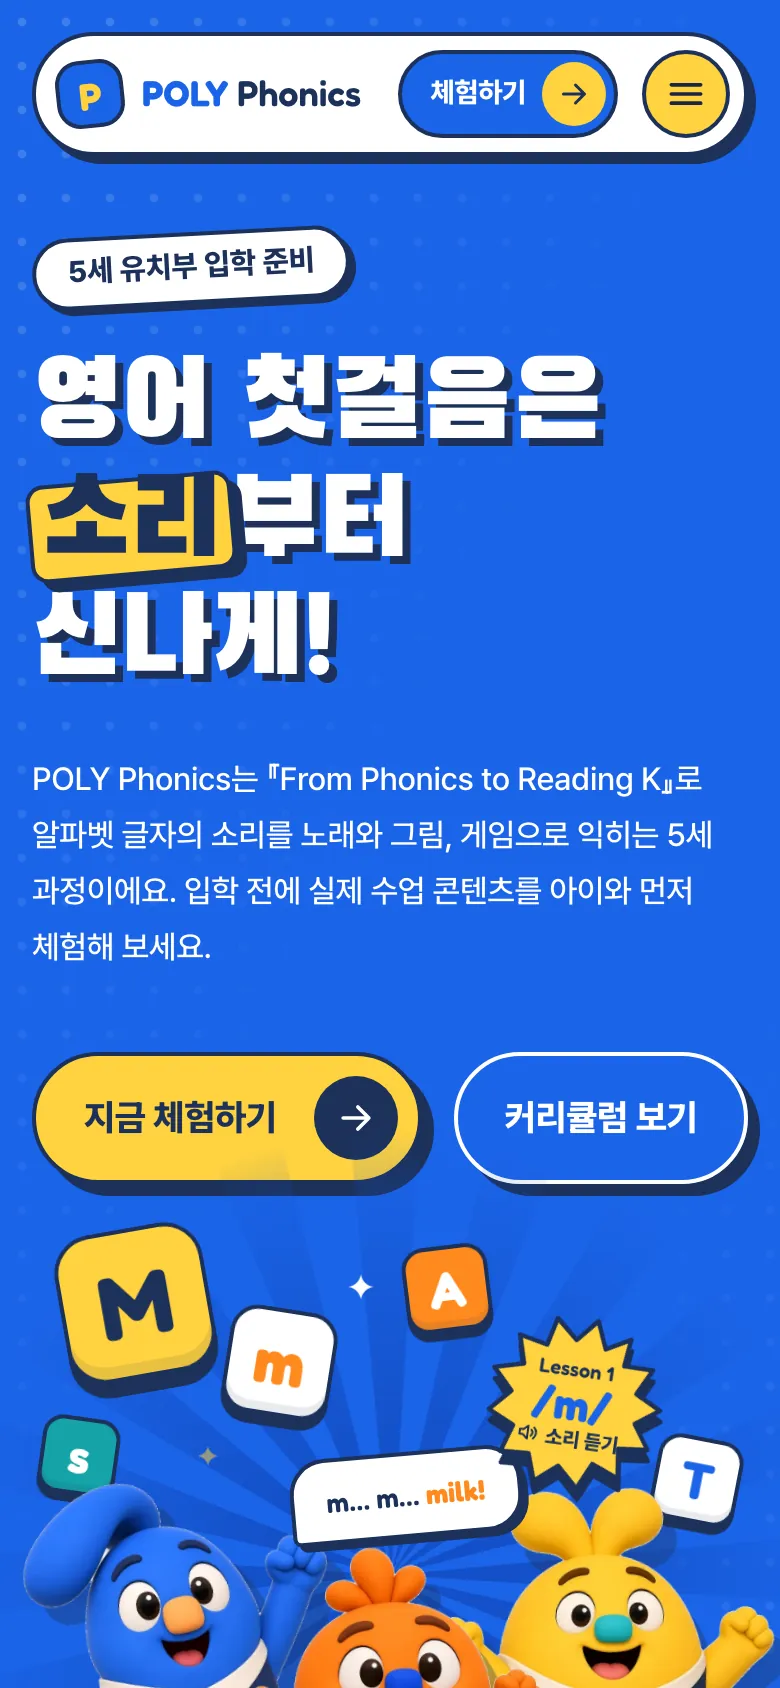 P POLY Phonics 체험하기
5세 유치부 입학 준비
영어 첫걸음은
소리부터
신나게!
POLY Phonics는 『From Phonics to Reading K』로
알파벳 글자의 소리를 노래와 그림, 게임으로 익히는 5세
과정이에요. 입학 전에 실제 수업 콘텐츠를 아이와 먼저
체험해 보세요.
지금 체험하기
커리큘럼 보기
M
m
A
Lesson 1
/m/
소리 듣기
s
T
m... m... milk!